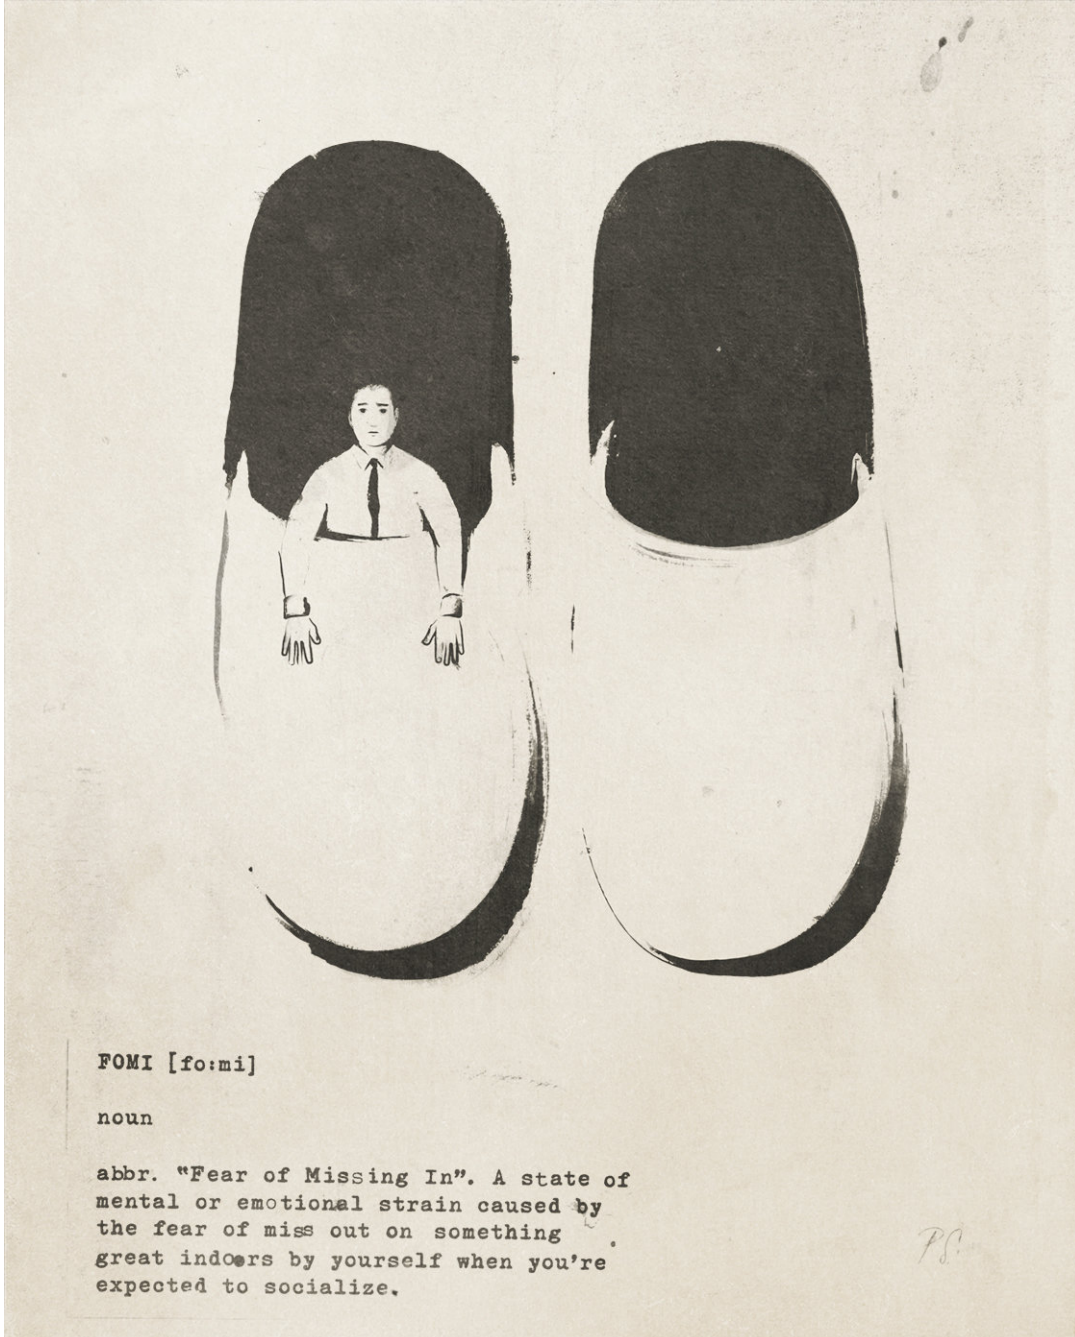 FOMI [fo:mi]
noun
abbr. "Fear of Missing In". A state of
mental or emotional strain caused by
the fear of miss out on something
great indoors by yourself when you're
expected to socialize.
P.S.